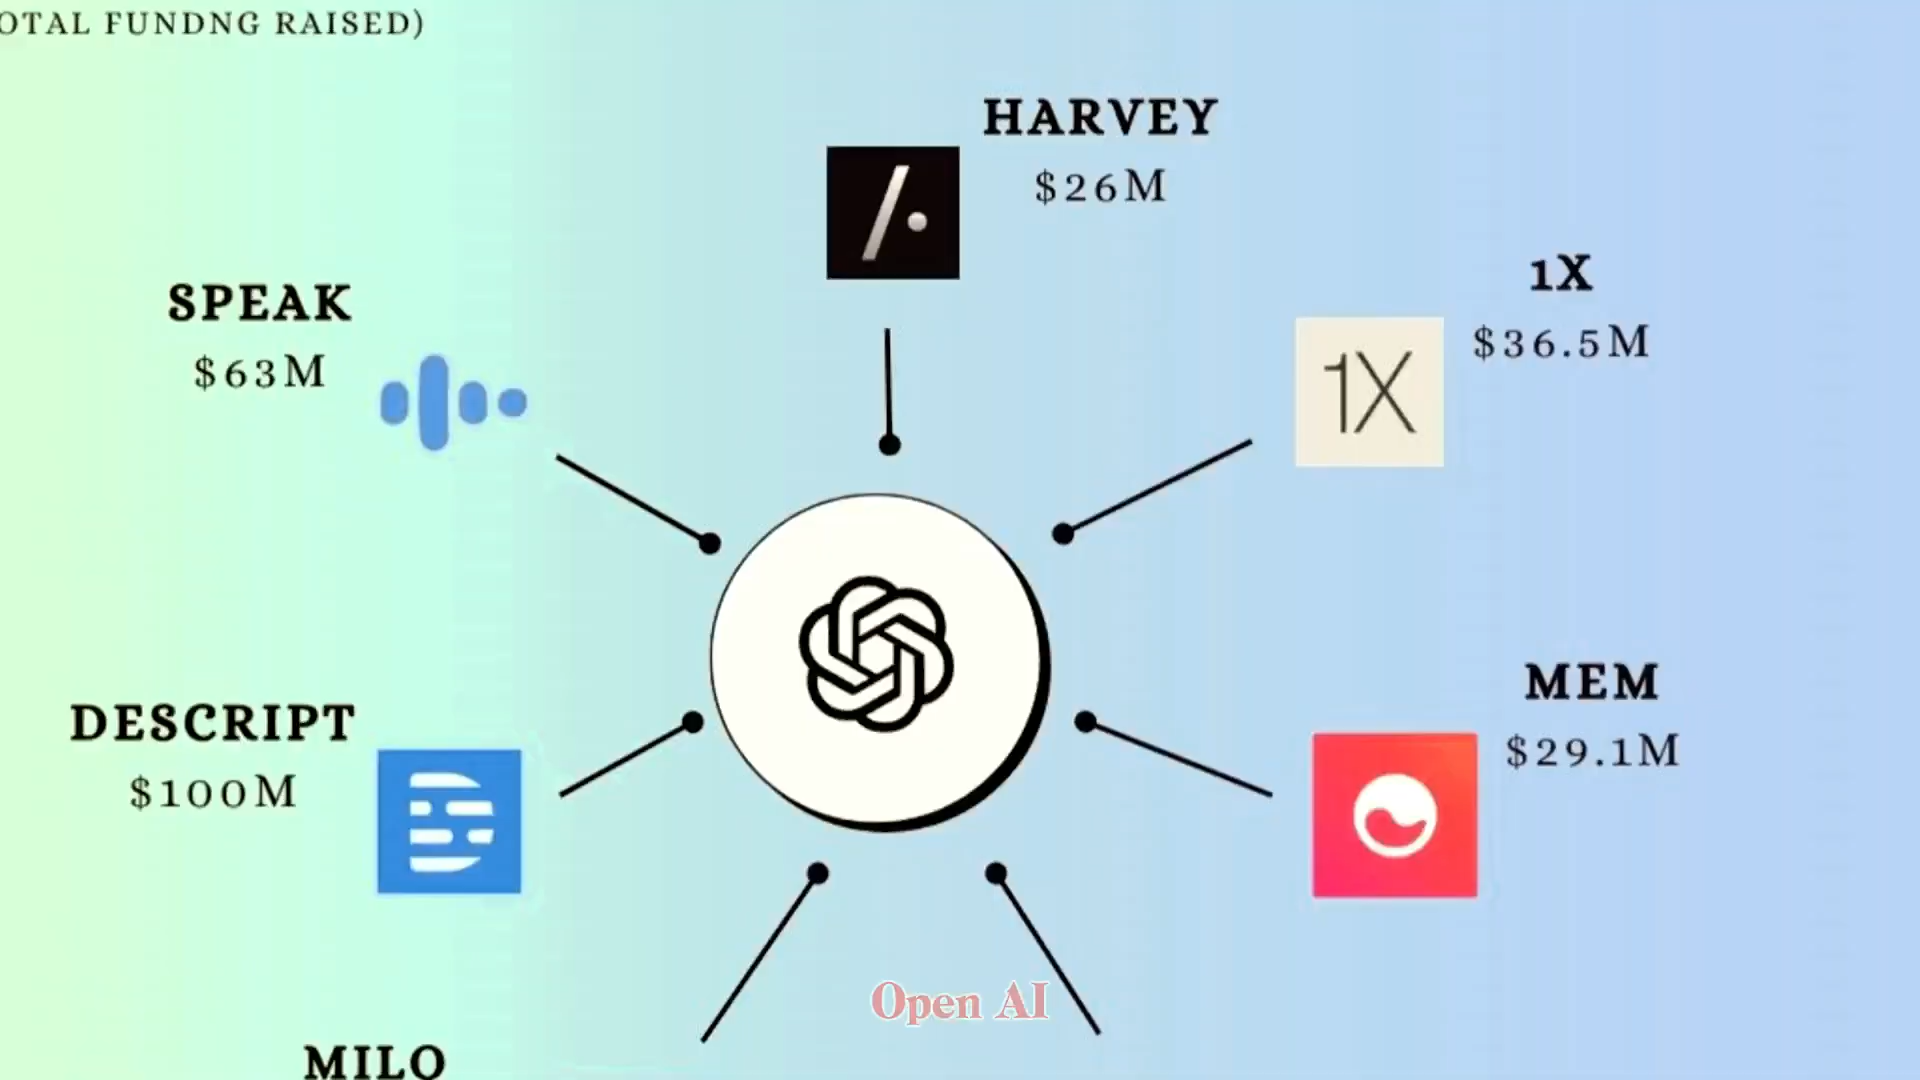 OTAL FUNDNG RAISED)
HARVEY
$26M
1X
$36.5M
1X
SPEAK
$63M
MEM
$29.1M
DESCRIPT
$100M
Open AI
MILO